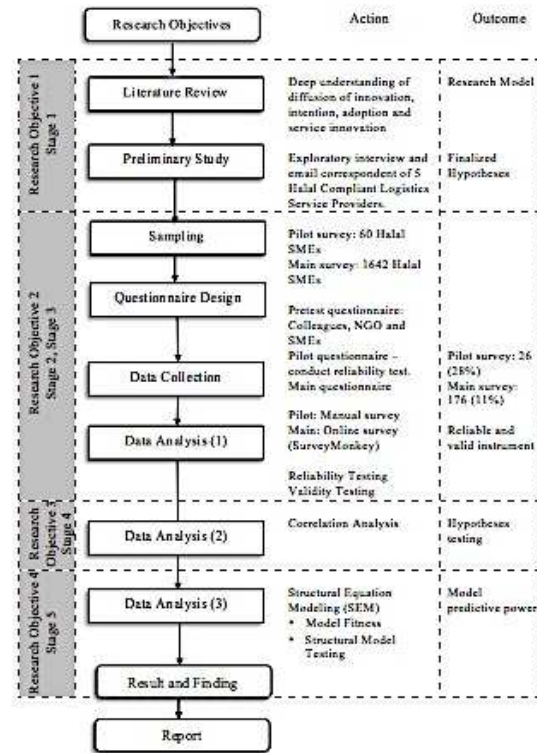 Research Objectives
Action
Outcome
Research Objective 1
Stage 1
Literature Review
Deep understanding of
diffusion of innovation,
intention, adoption and
service innovation
Research Model
Preliminary Study
Exploratory interview and
email correspondent of 5
Halal Compliant Logistics
Service Providers.
Finalized
Hypotheses
Research Objective 2
Stage 2, Stage 3
Sampling
Pilot survey: 60 Halal
SMEs
Main survey: 1642 Halal
SMEs
Questionnaire Design
Pretest questionnaire:
Colleagues, NGO and
SMEs
Pilot questionnaire –
conduct reliability test.
Main questionnaire
Data Collection
Pilot survey: 26
(28%)
Main survey:
176 (11%)
Pilot: Manual survey
Main: Online survey
(SurveyMonkey)
Data Analysis (1)
Reliable and
valid instrument
Reliability Testing
Validity Testing
Research
Objective 3
Stage 4
Data Analysis (2)
Correlation Analysis
Hypotheses
testing
Research Objective 4
Stage 5
Data Analysis (3)
Structural Equation
Modeling (SEM)
• Model Fitness
• Structural Model
Testing
Model
predictive power
Result and Finding
Report